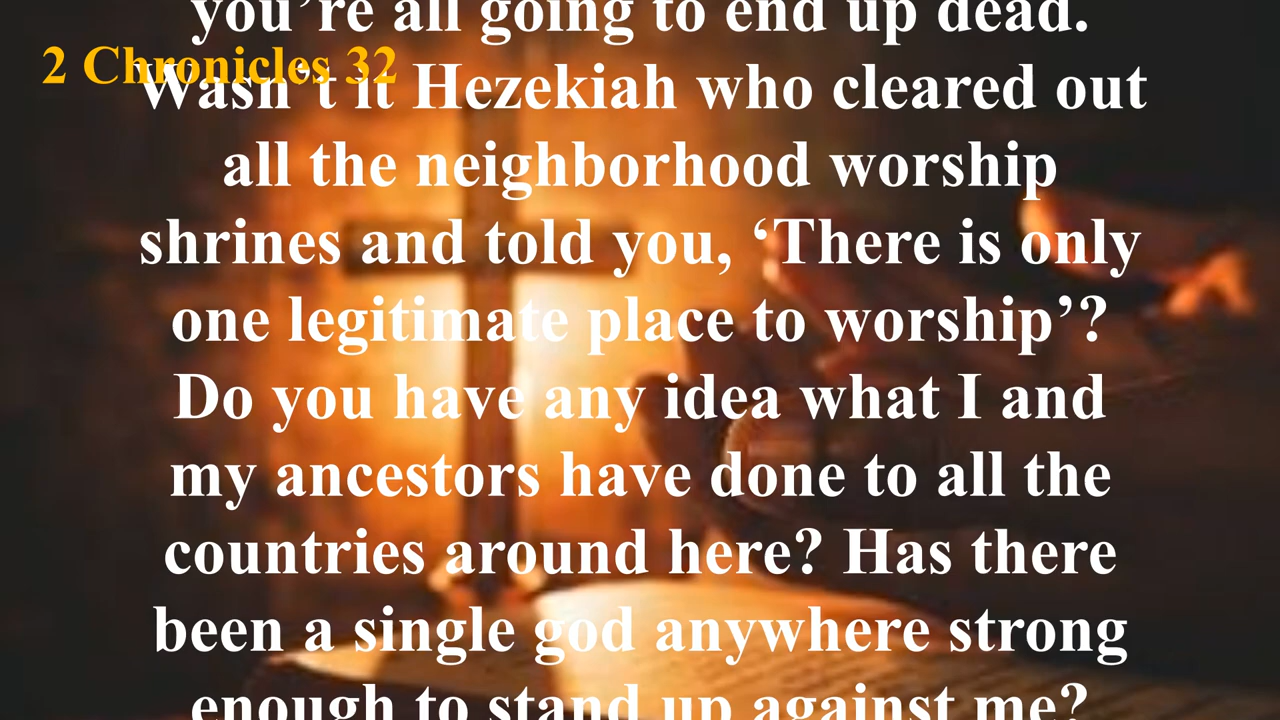 you’re all going to end up dead.
2 Chronicles 32
Wasn’t it Hezekiah who cleared out
all the neighborhood worship
shrines and told you, ‘There is only
one legitimate place to worship’?
Do you have any idea what I and
my ancestors have done to all the
countries around here? Has there
been a single god anywhere strong
enough to stand up against me?